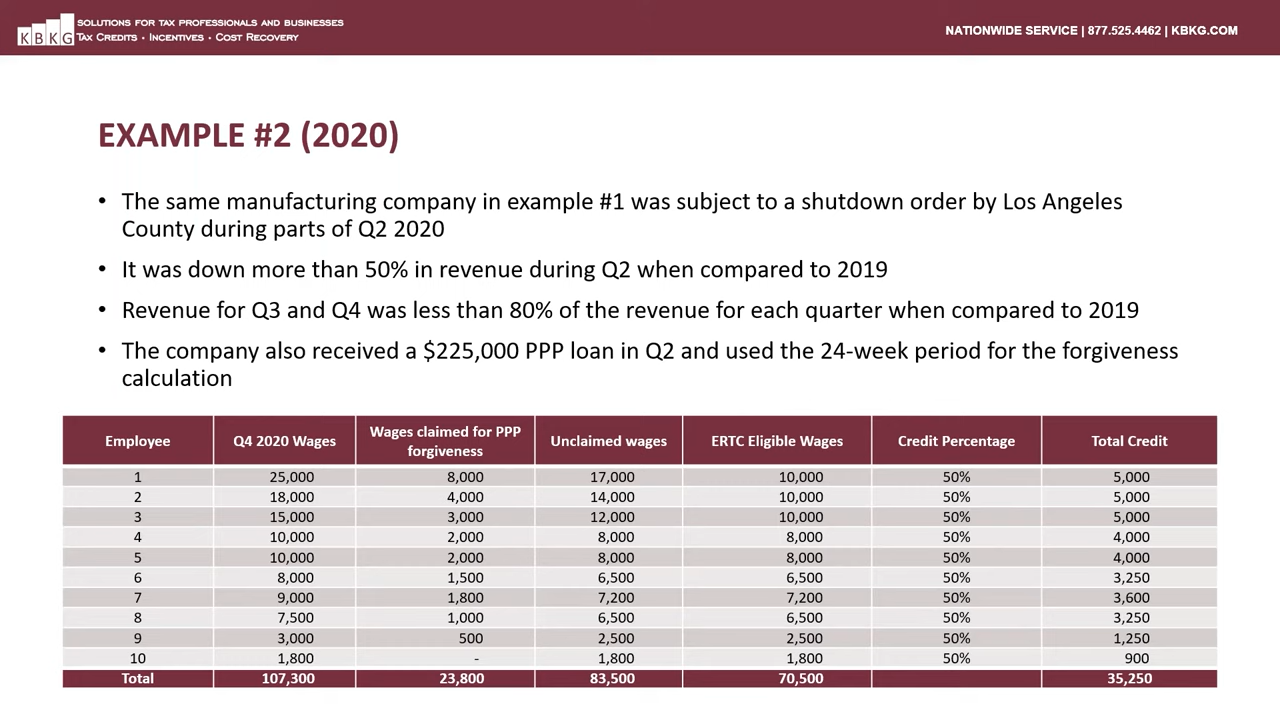 KBKG
SOLUTIONS FOR TAX PROFESSIONALS AND BUSINESSES
TAX CREDITS · INCENTIVES · COST RECOVERY
NATIONWIDE SERVICE | 877.525.4462 | KBKG.COM
EXAMPLE #2 (2020)
• The same manufacturing company in example #1 was subject to a shutdown order by Los Angeles
County during parts of Q2 2020
• It was down more than 50% in revenue during Q2 when compared to 2019
• Revenue for Q3 and Q4 was less than 80% of the revenue for each quarter when compared to 2019
• The company also received a $225,000 PPP loan in Q2 and used the 24-week period for the forgiveness
calculation
Employee Q4 2020 Wages Wages claimed for PPP forgiveness Unclaimed wages ERTC Eligible Wages Credit Percentage Total Credit
1 25,000 8,000 17,000 10,000 50% 5,000
2 18,000 4,000 14,000 10,000 50% 5,000
3 15,000 3,000 12,000 10,000 50% 5,000
4 10,000 2,000 8,000 8,000 50% 4,000
5 10,000 2,000 8,000 8,000 50% 4,000
6 8,000 1,500 6,500 6,500 50% 3,250
7 9,000 1,800 7,200 7,200 50% 3,600
8 7,500 1,000 6,500 6,500 50% 3,250
9 3,000 500 2,500 2,500 50% 1,250
10 1,800 - 1,800 1,800 50% 900
Total 107,300 23,800 83,500 70,500 35,250